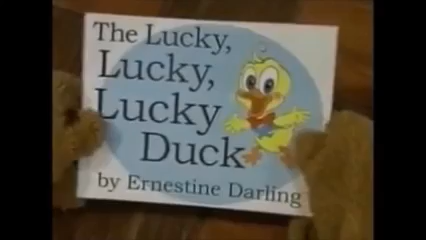 The Lucky,
Lucky,
Lucky
Duck
by Ernestine Darling